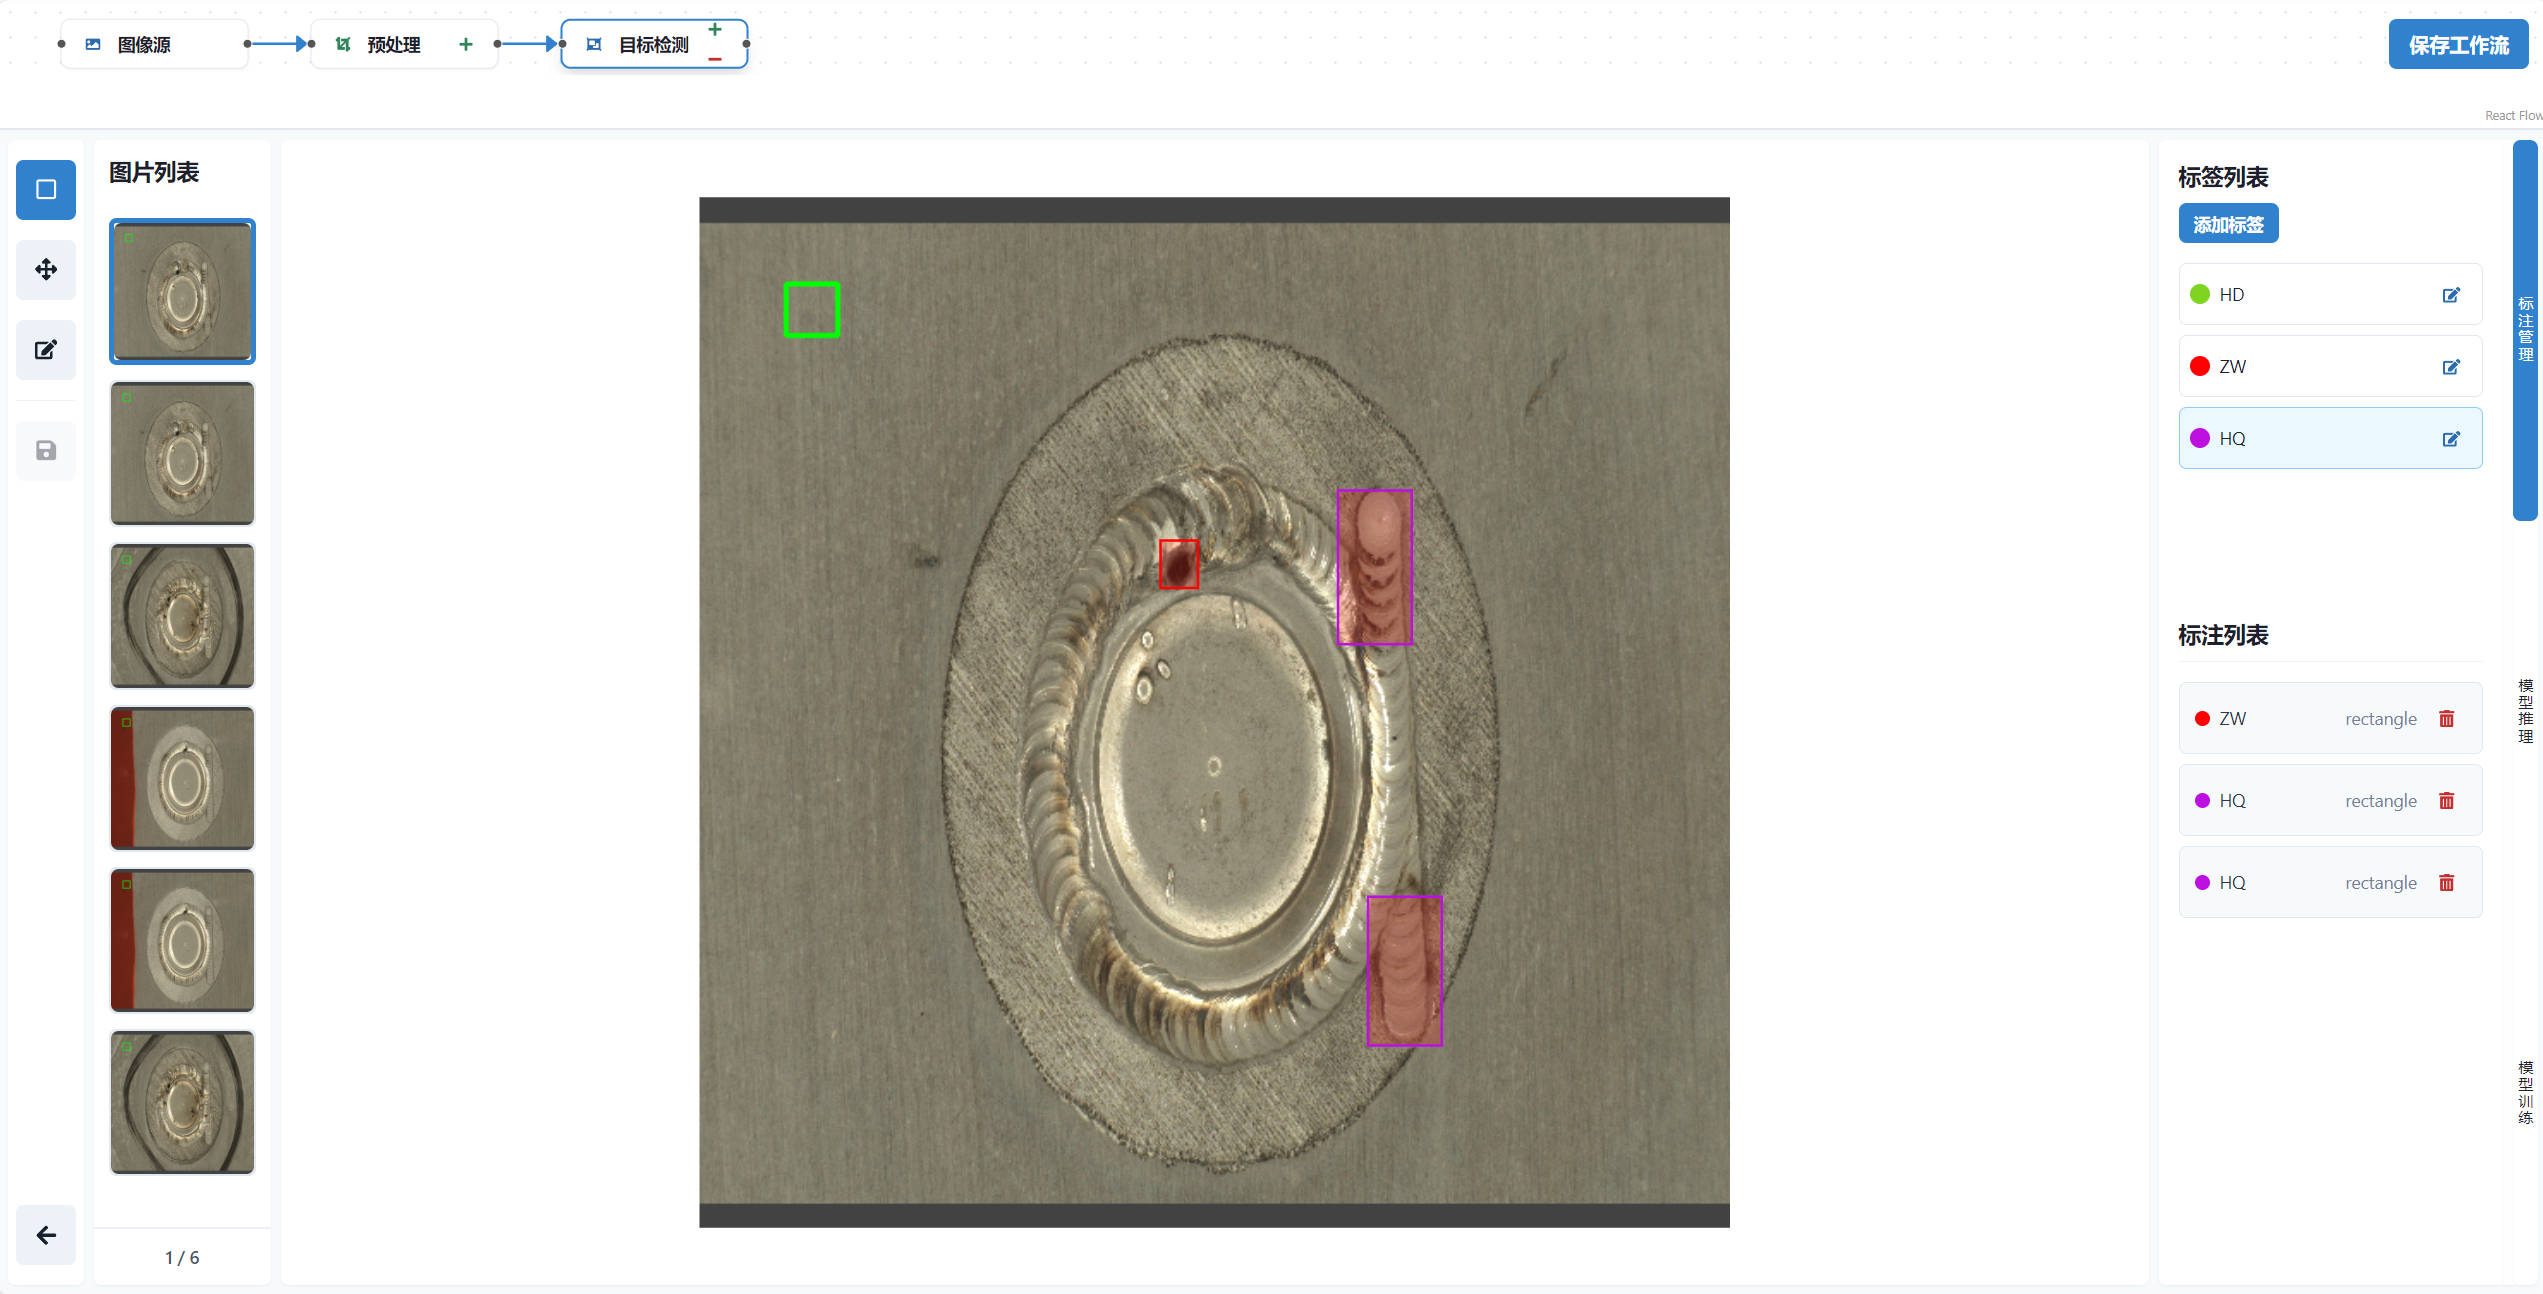 图像源
预处理
目标检测
保存工作流
React Flow
图片列表
1 / 6
标签列表
添加标签
HD
ZW
HQ
标注列表
ZW rectangle
HQ rectangle
HQ rectangle
标注管理
模型推理
模型训练